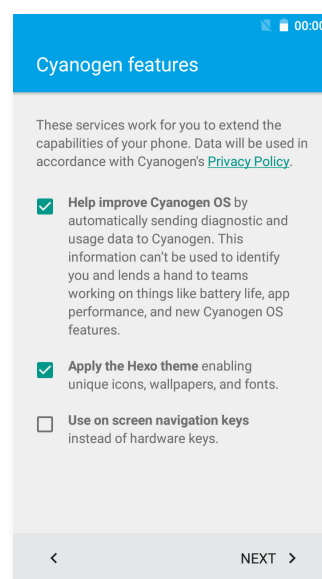 00:00
Cyanogen features
These services work for you to extend the
capabilities of your phone. Data will be used in
accordance with Cyanogen's Privacy Policy.
Help improve Cyanogen OS by
automatically sending diagnostic and
usage data to Cyanogen. This
information can't be used to identify
you and lends a hand to teams
working on things like battery life, app
performance, and new Cyanogen OS
features.
Apply the Hexo theme enabling
unique icons, wallpapers, and fonts.
Use on screen navigation keys
instead of hardware keys.
NEXT